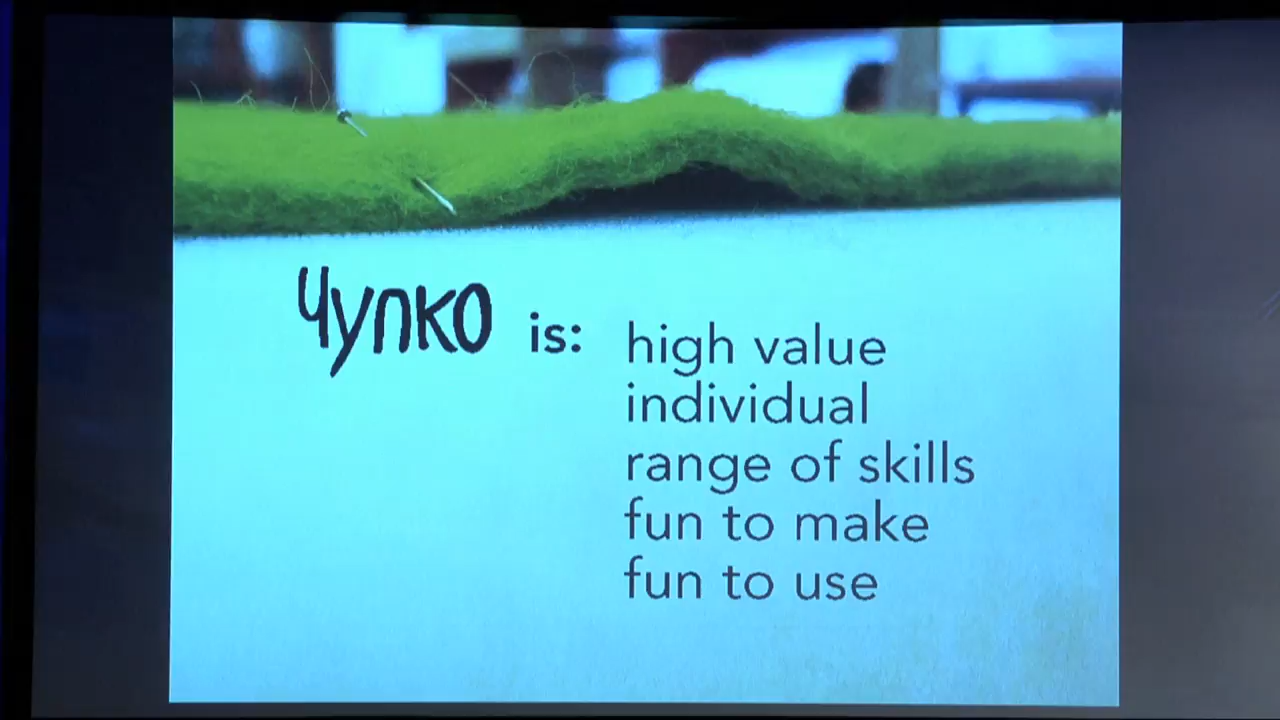 Чупко is: high value
individual
range of skills
fun to make
fun to use